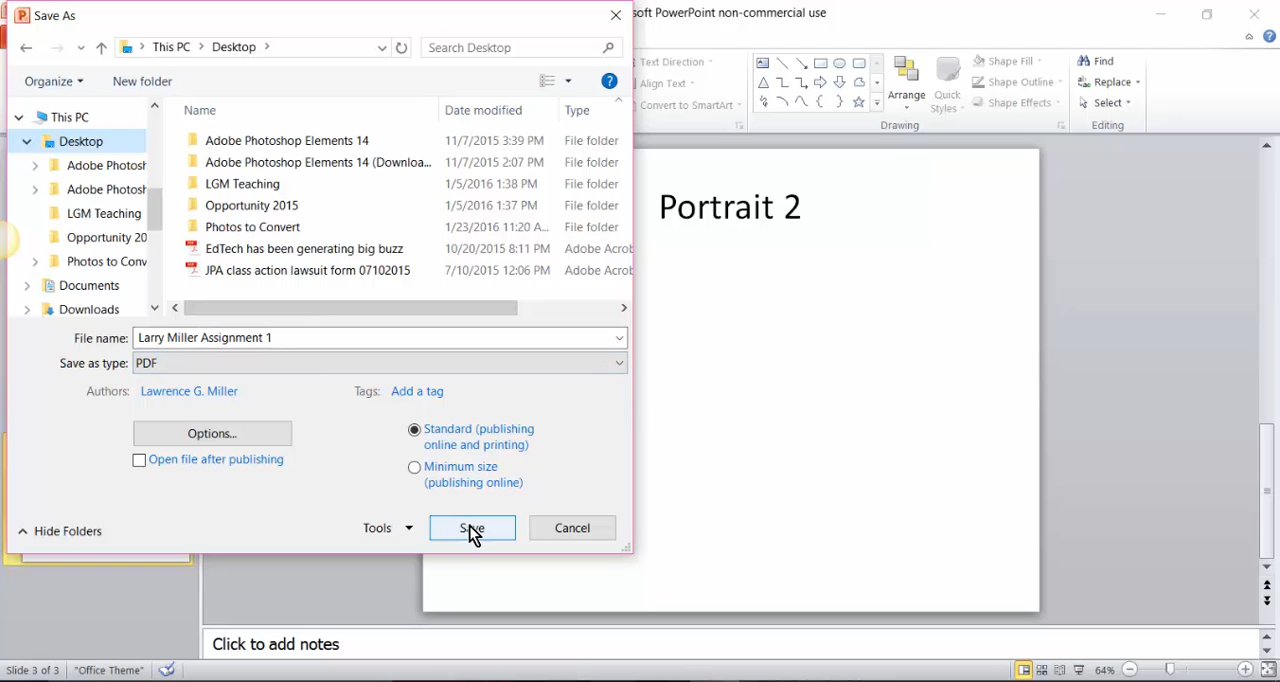 Save As
soft PowerPoint non-commercial use
This PC
Desktop
Search Desktop
Organize
New folder
Text Direction
Align Text
Convert to SmartArt
Arrange
Quick
Styles
Shape Fill
Shape Outline
Shape Effects
Drawing
Find
Replace
Select
Editing
This PC
Desktop
Adobe Photosh
Adobe Photosh
LGM Teaching
Opportunity 20
Photos to Conv
Documents
Downloads
Name Date modified Type
Adobe Photoshop Elements 14 11/7/2015 3:39 PM File folder
Adobe Photoshop Elements 14 (Downloa... 11/7/2015 2:07 PM File folder
LGM Teaching 1/5/2016 1:38 PM File folder
Opportunity 2015 1/5/2016 1:37 PM File folder
Photos to Convert 1/23/2016 11:20 A... File folder
EdTech has been generating big buzz 10/20/2015 8:11 PM Adobe Acrob
JPA class action lawsuit form 07102015 7/10/2015 12:06 PM Adobe Acrob
File name: Larry Miller Assignment 1
Save as type: PDF
Authors: Lawrence G. Miller
Tags: Add a tag
Options...
Open file after publishing
Standard (publishing
online and printing)
Minimum size
(publishing online)
Hide Folders
Tools
Save
Cancel
Portrait 2
Click to add notes
Slide 3 of 3
"Office Theme"
64%